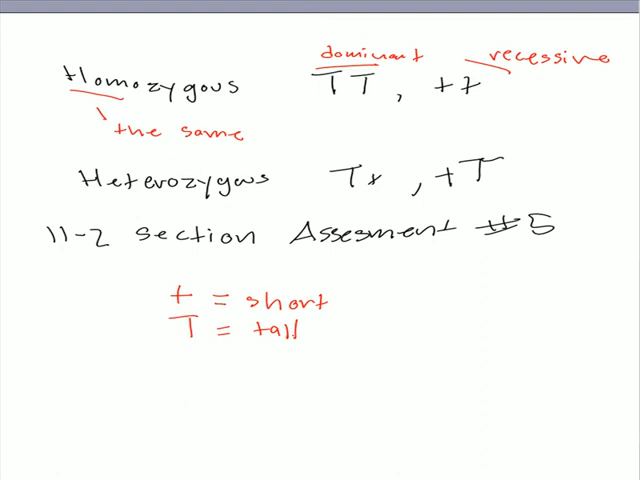 dominant recessive
Homozygous TT, tt
the same
Heterozygous Tt, tT
11-2 section Assesment #5
t = short
T = tall